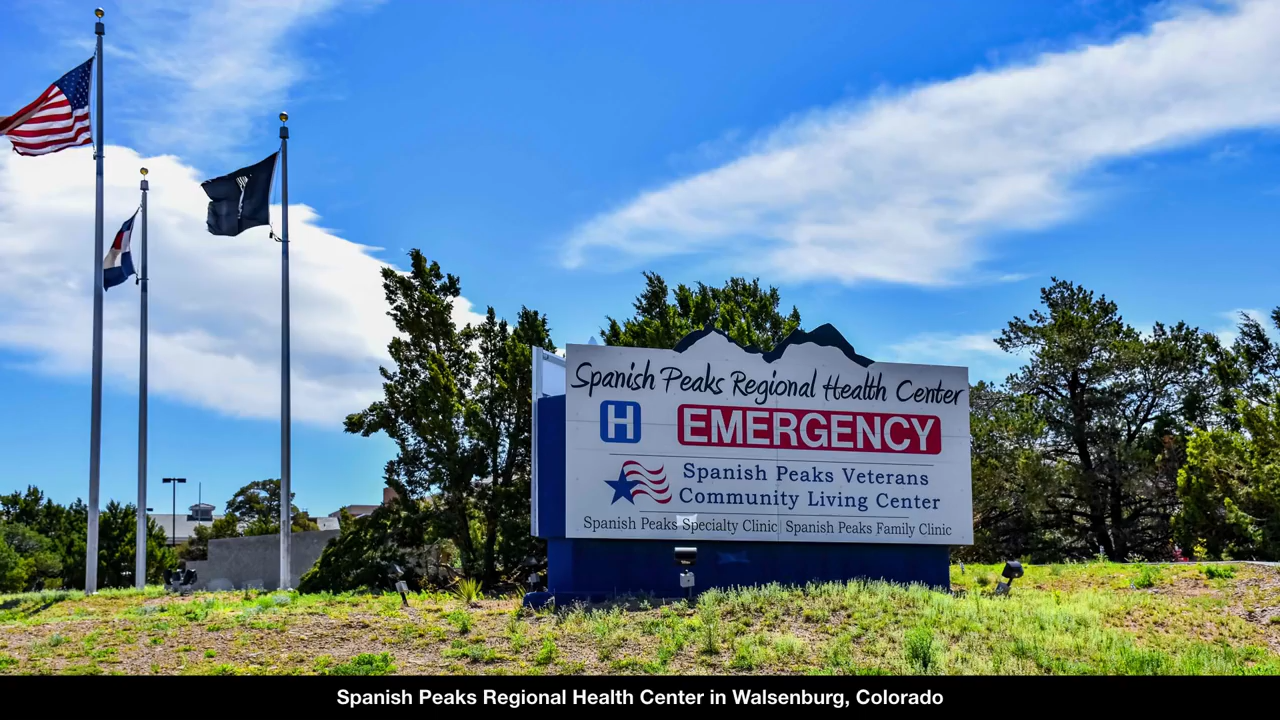 Spanish Peaks Regional Health Center
H
EMERGENCY
Spanish Peaks Veterans
Community Living Center
Spanish Peaks Specialty Clinic | Spanish Peaks Family Clinic
Spanish Peaks Regional Health Center in Walsenburg, Colorado